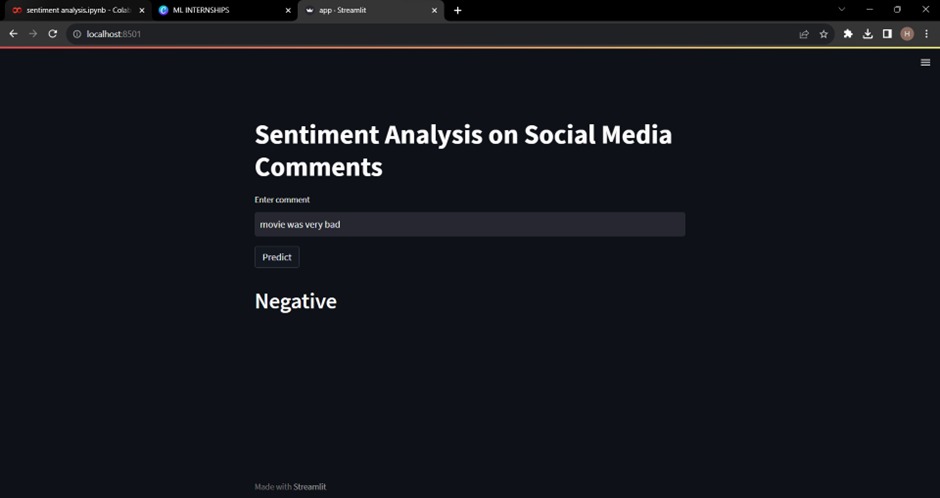 sentiment analysis.ipynb - Colab
ML INTERNSHIPS
app · Streamlit
localhost:8501
H
Sentiment Analysis on Social Media
Comments
Enter comment
movie was very bad
Predict
Negative
Made with Streamlit